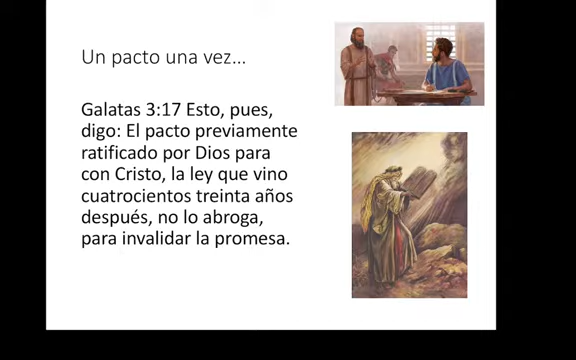 Un pacto una vez...
Galatas 3:17 Esto, pues,
digo: El pacto previamente
ratificado por Dios para
con Cristo, la ley que vino
cuatrocientos treinta años
después, no lo abroga,
para invalidar la promesa.